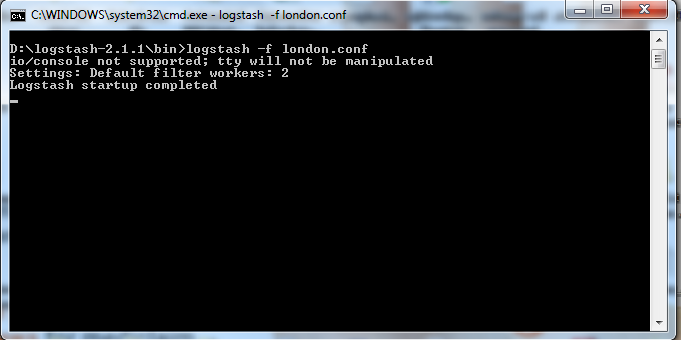 C:\WINDOWS\system32\cmd.exe - logstash -f london.conf
D:\logstash-2.1.1\bin>logstash -f london.conf
io/console not supported; tty will not be manipulated
Settings: Default filter workers: 2
Logstash startup completed